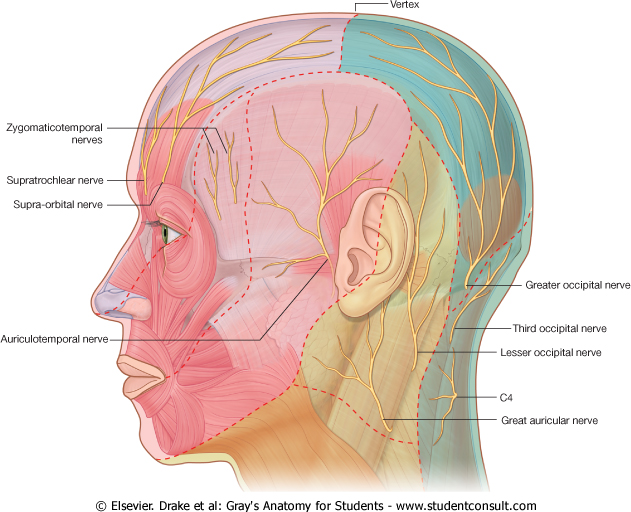 Vertex
Zygomaticotemporal
nerves
Supratrochlear nerve
Supra-orbital nerve
Auriculotemporal nerve
Greater occipital nerve
Third occipital nerve
Lesser occipital nerve
C4
Great auricular nerve
© Elsevier. Drake et al: Gray's Anatomy for Students - www.studentconsult.com